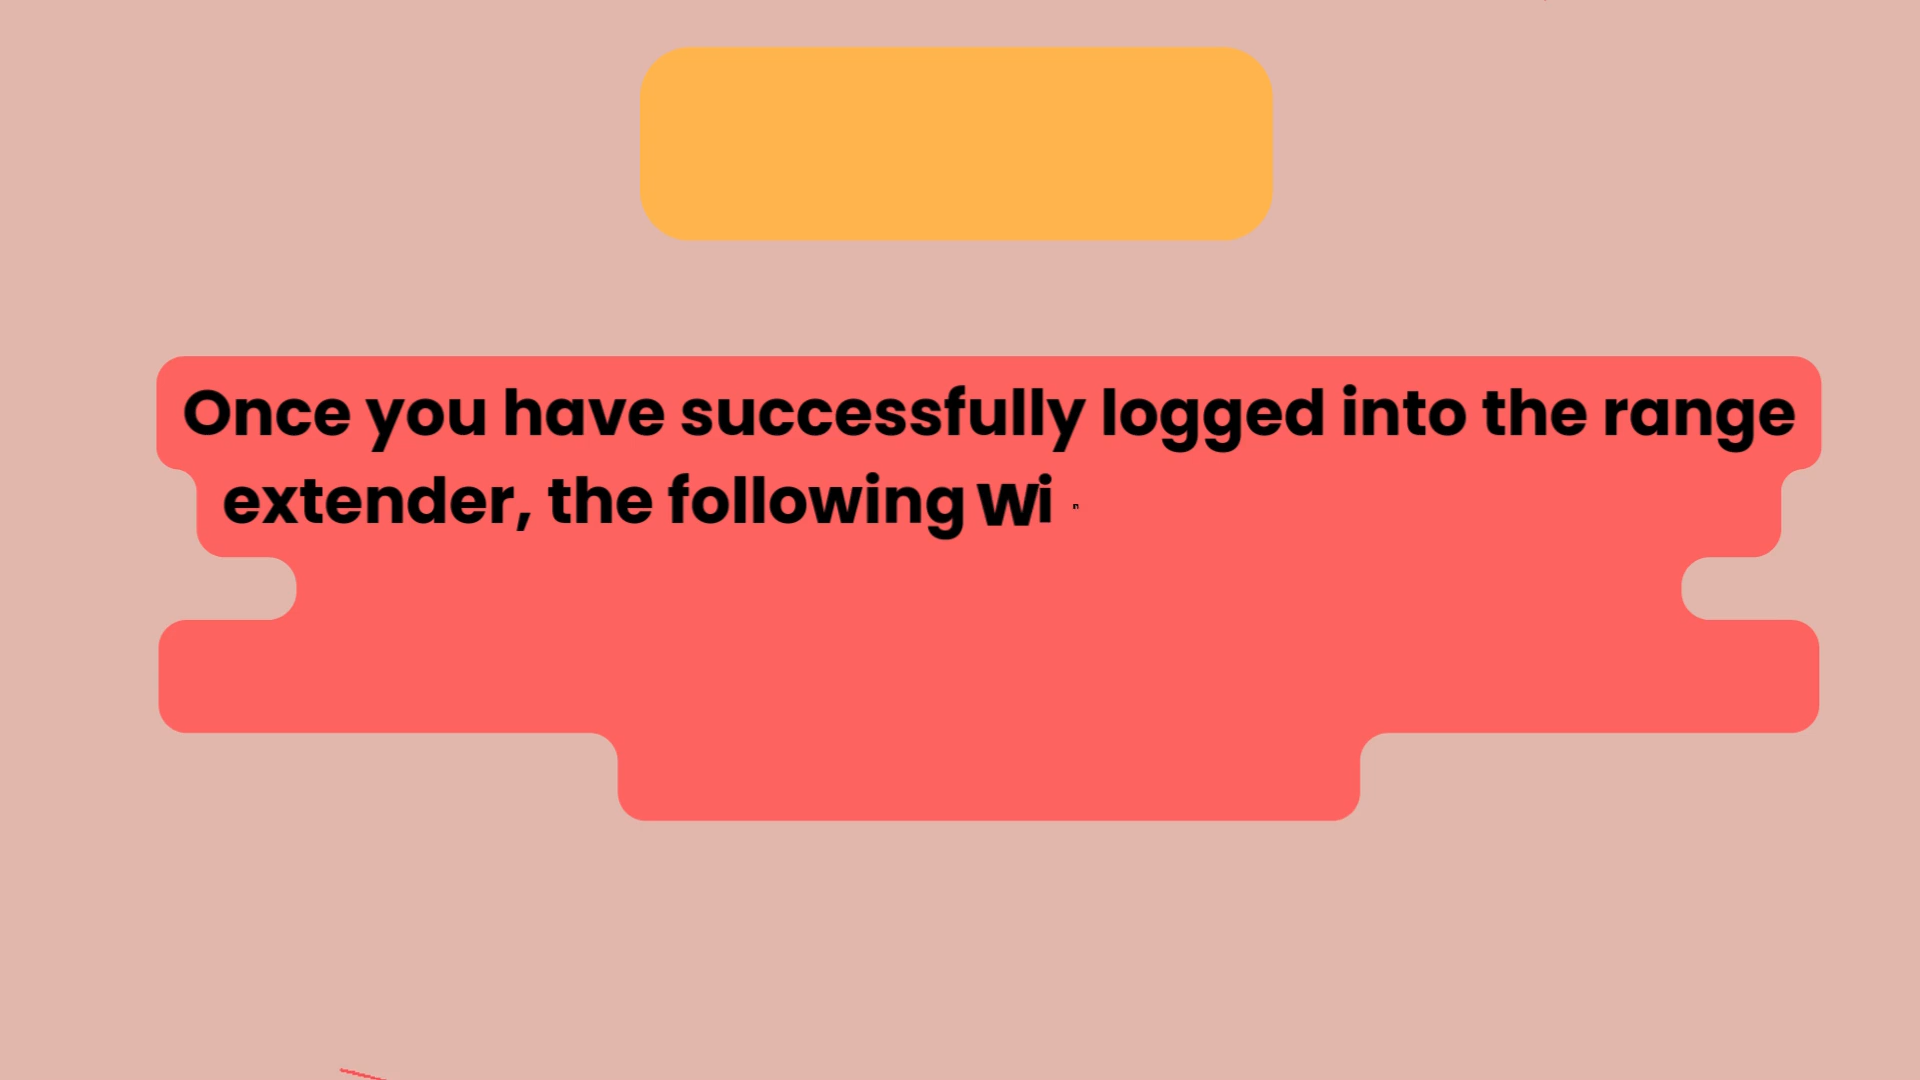 Once you have successfully logged into the range
extender, the following Wi